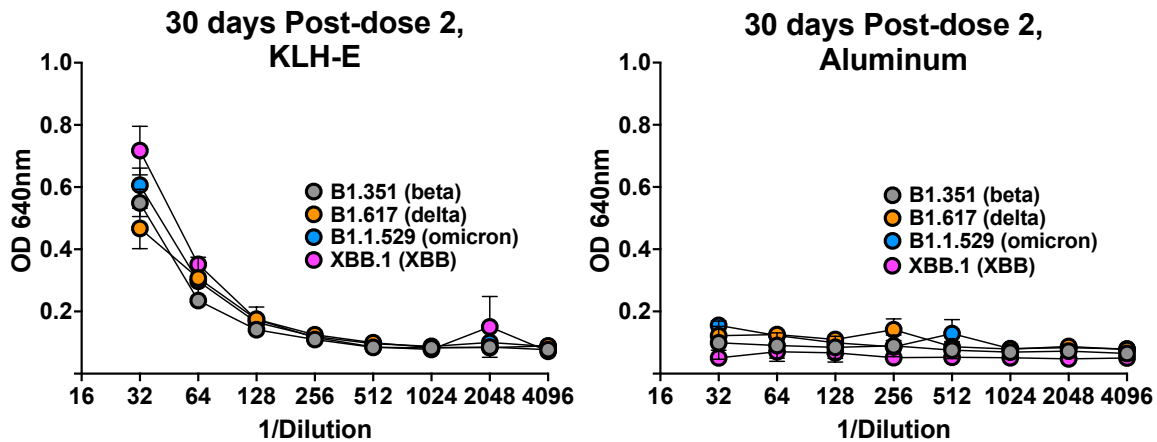 30 days Post-dose 2,
KLH-E
1.0
0.8
0.6
0.4
0.2
OD 640nm
B1.351 (beta)
B1.617 (delta)
B1.1.529 (omicron)
XBB.1 (XBB)
16 32 64 128 256 512 1024 2048 4096
1/Dilution
30 days Post-dose 2,
Aluminum
1.0
0.8
0.6
0.4
0.2
OD 640nm
B1.351 (beta)
B1.617 (delta)
B1.1.529 (omicron)
XBB.1 (XBB)
16 32 64 128 256 512 1024 2048 4096
1/Dilution